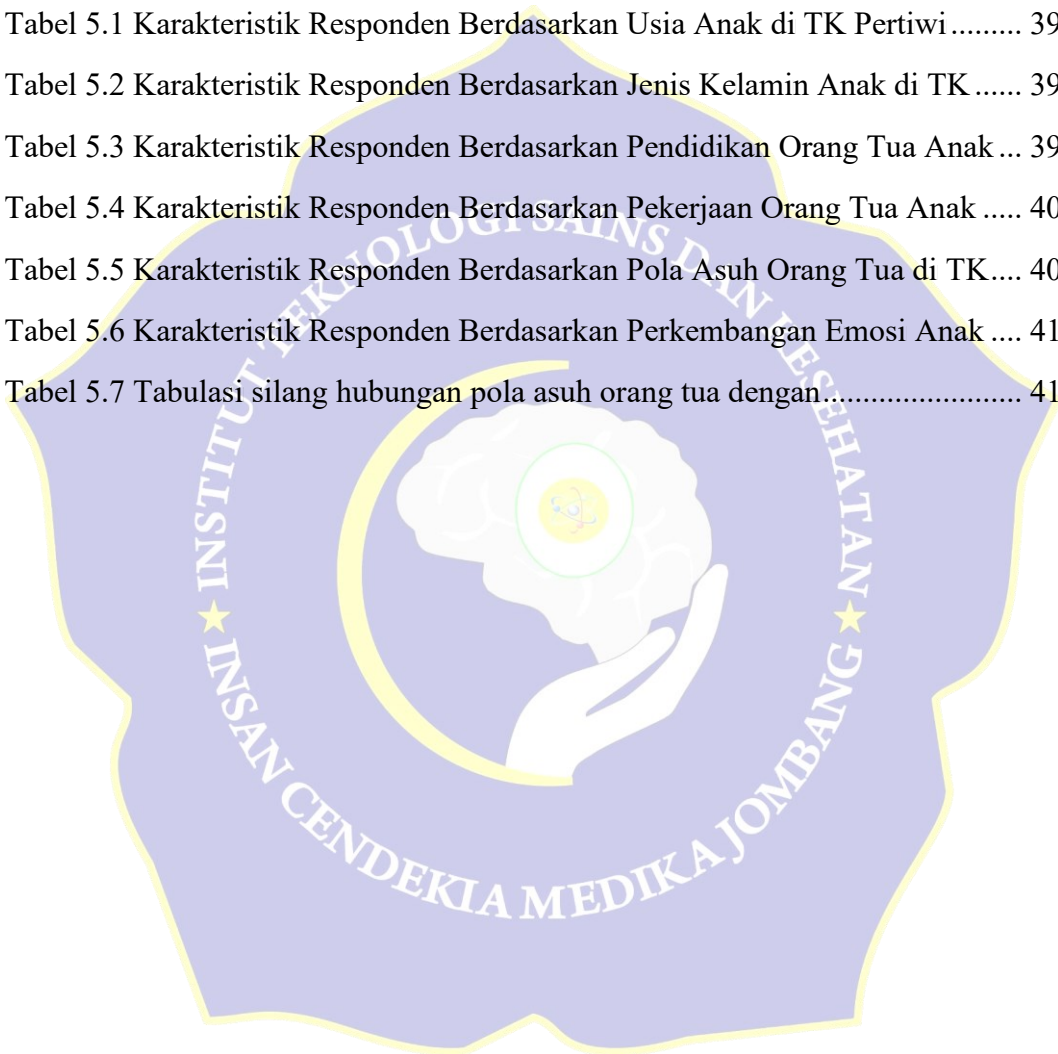 Tabel 5.1 Karakteristik Responden Berdasarkan Usia Anak di TK Pertiwi ......... 39
Tabel 5.2 Karakteristik Responden Berdasarkan Jenis Kelamin Anak di TK ...... 39
Tabel 5.3 Karakteristik Responden Berdasarkan Pendidikan Orang Tua Anak ... 39
Tabel 5.4 Karakteristik Responden Berdasarkan Pekerjaan Orang Tua Anak ..... 40
Tabel 5.5 Karakteristik Responden Berdasarkan Pola Asuh Orang Tua di TK.... 40
Tabel 5.6 Karakteristik Responden Berdasarkan Perkembangan Emosi Anak .... 41
Tabel 5.7 Tabulasi silang hubungan pola asuh orang tua dengan........................ 41
INSTITUT TEKNOLOGI SAINS DAN KESEHATAN
INSAN CENDEKIA MEDIKA JOMBANG